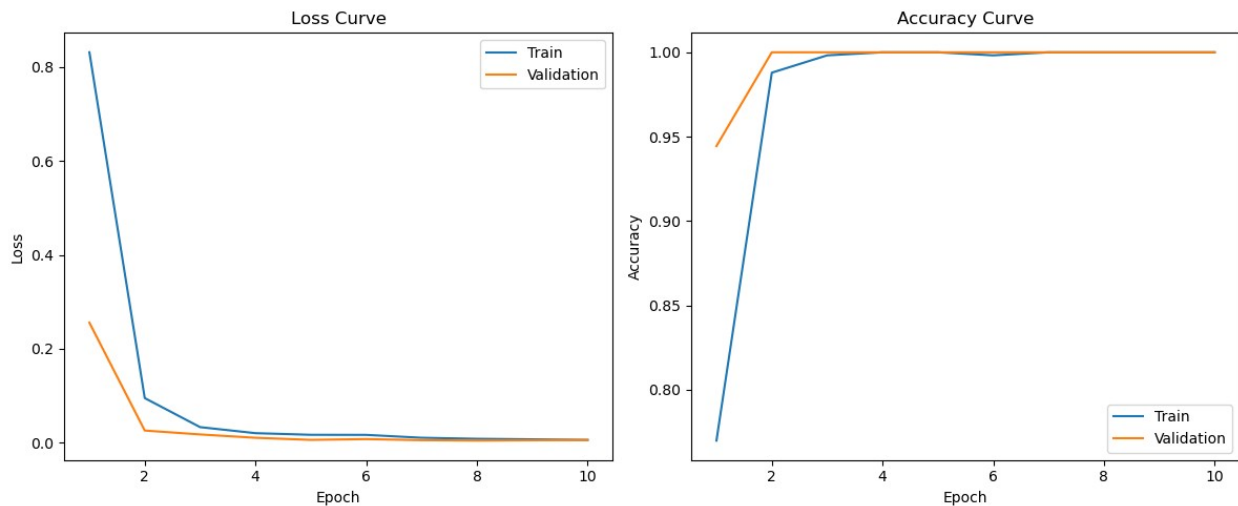 Loss Curve
Train
Validation
0.8
0.6
0.4
0.2
0.0
Loss
2
4
6
8
10
Epoch
Accuracy Curve
1.00
0.95
0.90
0.85
0.80
Accuracy
Train
Validation
2
4
6
8
10
Epoch